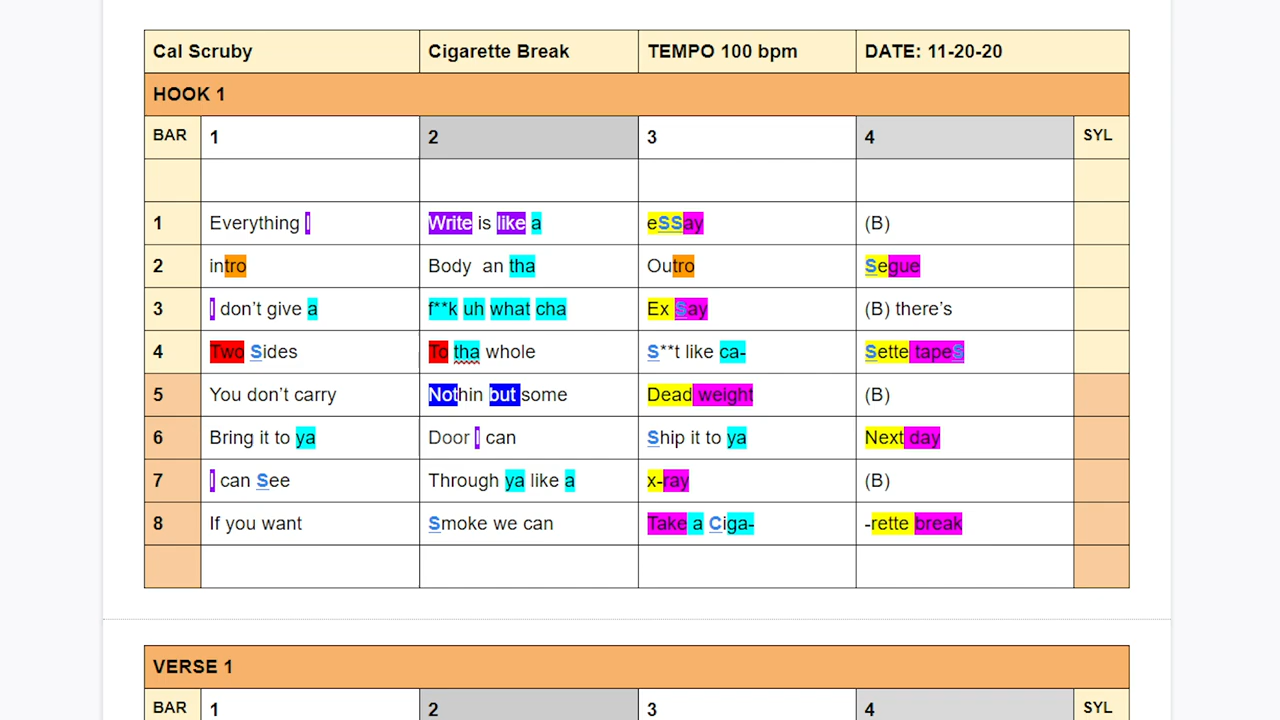 Cal Scruby Cigarette Break TEMPO 100 bpm DATE: 11-20-20
HOOK 1
BAR 1 2 3 4 SYL
1 Everything I Write is like a eSSay (B)
2 intro Body an tha Outro Segue
3 I don't give a f**k uh what cha Ex Say (B) there's
4 Two Sides To tha whole S**t like ca- Sette tapeS
5 You don't carry Nothin but some Dead weight (B)
6 Bring it to ya Door I can Ship it to ya Next day
7 I can See Through ya like a x-ray (B)
8 If you want Smoke we can Take a Ciga- -rette break
VERSE 1
BAR 1 2 3 4 SYL